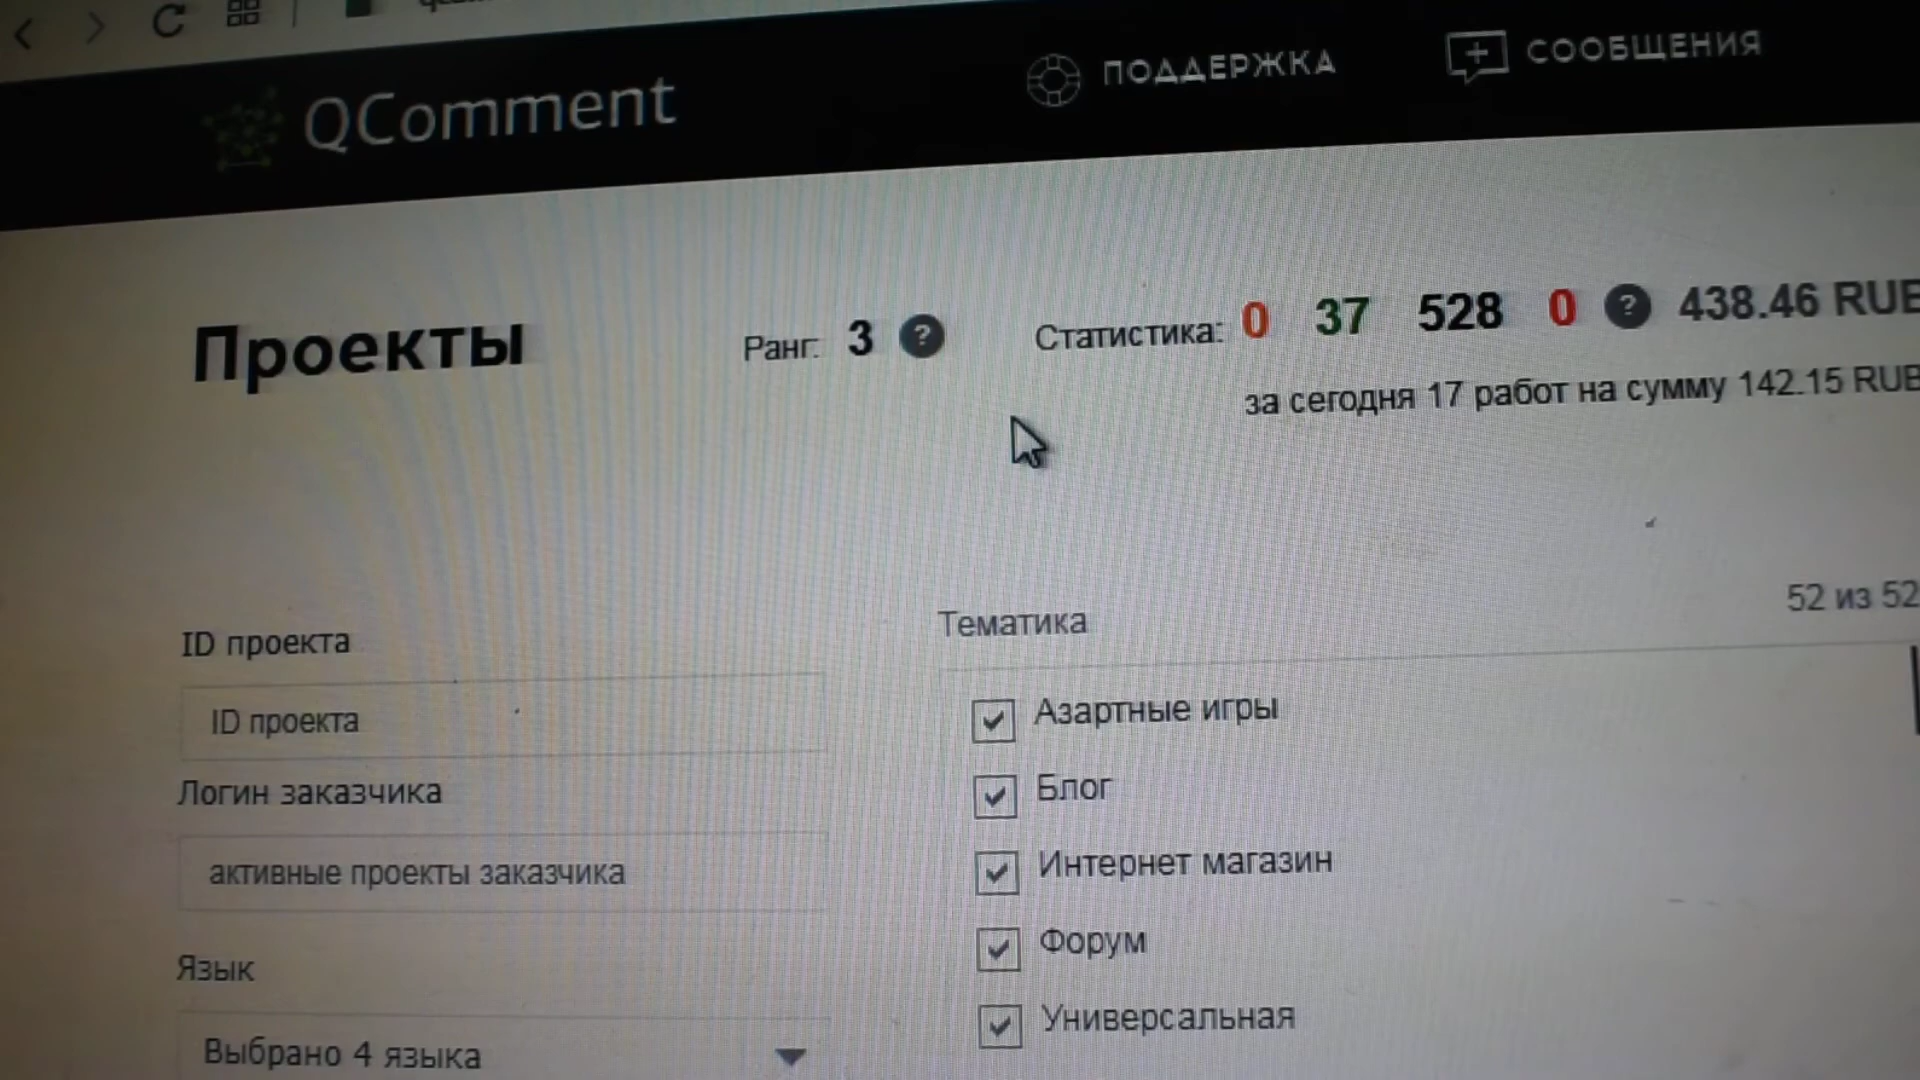 QComment
ПОДДЕРЖКА
СООБЩЕНИЯ
Проекты
Ранг: 3 ?
Статистика: 0 37 528 0 ? 438.46 RUB
за сегодня 17 работ на сумму 142.15 RUB
ID проекта
ID проекта
Логин заказчика
активные проекты заказчика
Язык
Выбрано 4 языка
Тематика
52 из 52
Азартные игры
Блог
Интернет магазин
Форум
Универсальная